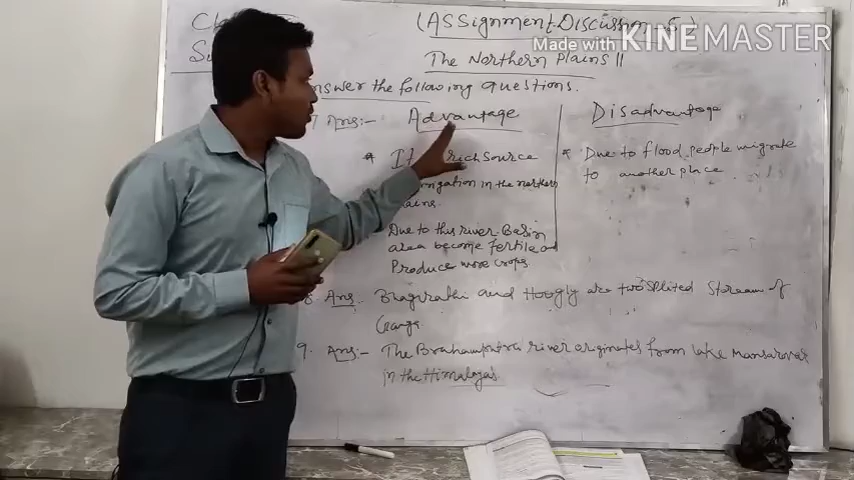 (Assignment Discussion - 5)
Made with KINEMASTER
The Northern Plains II
nswer the following questions.
7 Ans:- Advantage
Disadvantage
* It rich source
igation in the northern
lains.
Due to this river Basin
area become Fertile and
Produce more crops.
* Due to flood people migrate
to another place.
8. Ans. Bhagirathi and Hoogly are two splited Stream of
Ganga
9. Ans:- The Brahamputra river originates from lake Mansarovar
in the Himalayas.